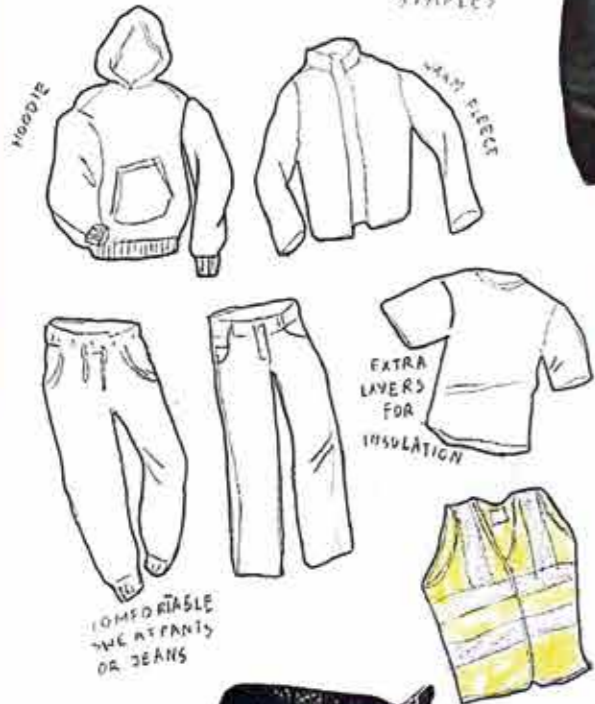 HOODIE
WARM FLEECE
EXTRA
LAYERS
FOR
INSULATION
COMFORTABLE
SWEATPANTS
OR JEANS